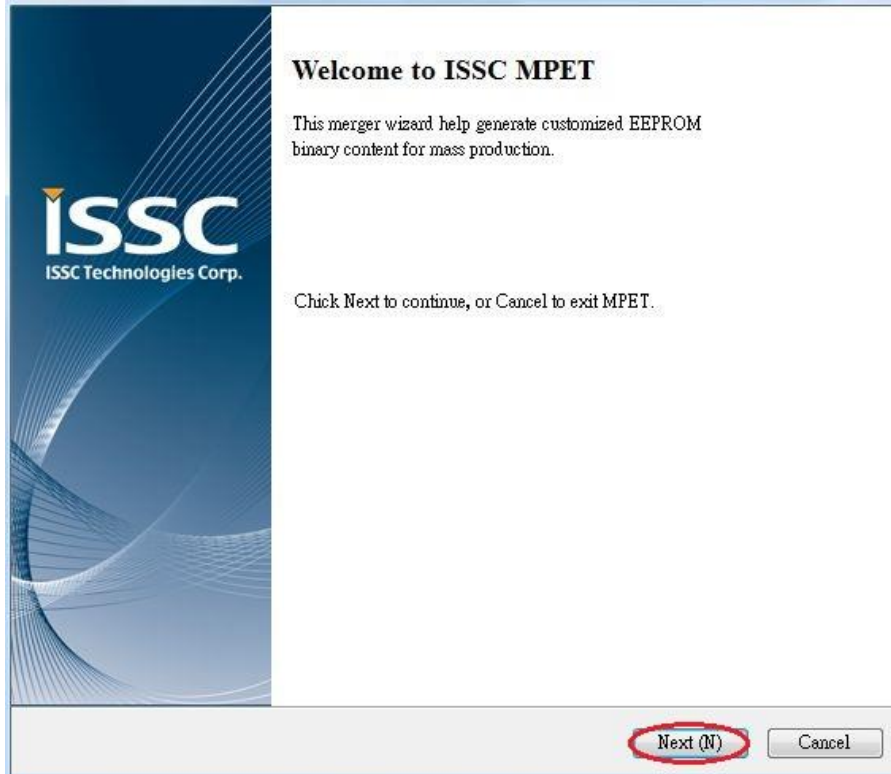 Welcome to ISSC MPET
This merger wizard help generate customized EEPROM
binary content for mass production.
ISSC
ISSC Technologies Corp.
Chick Next to continue, or Cancel to exit MPET.
Next (N)
Cancel